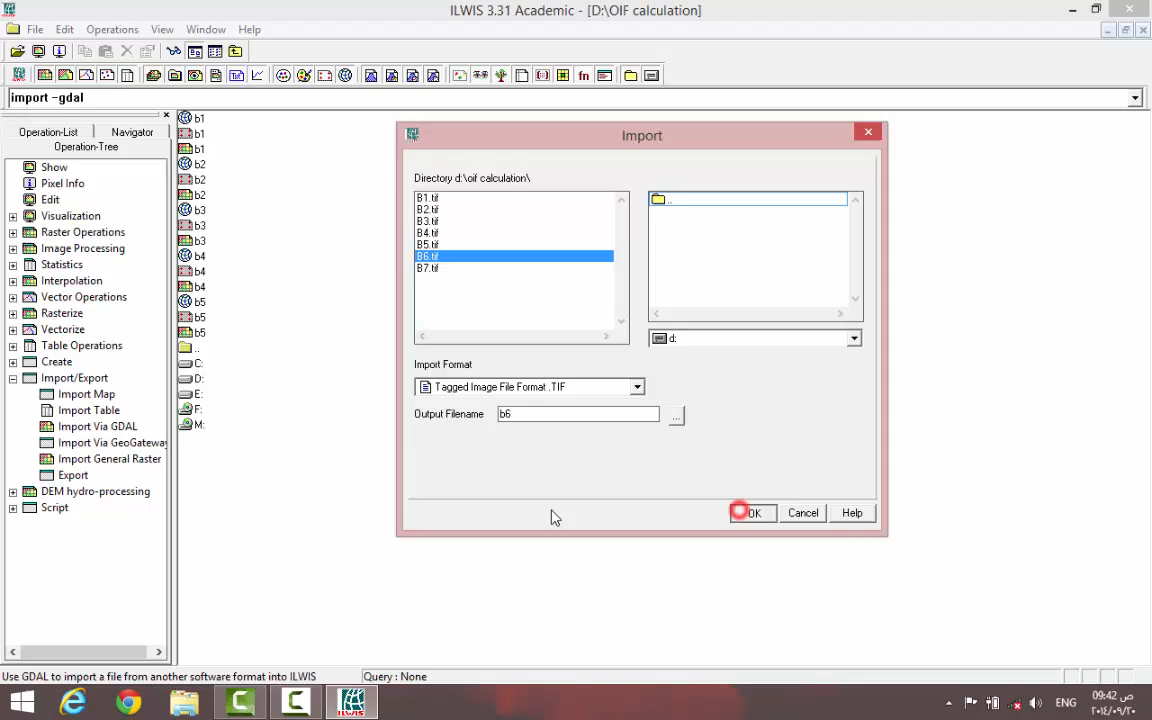 ILWIS 3.31 Academic - [D:\OIF calculation]
File Edit Operations View Window Help
import -gdal
Operation-List Navigator
Operation-Tree
Show
Pixel Info
Edit
Visualization
Raster Operations
Image Processing
Statistics
Interpolation
Vector Operations
Rasterize
Vectorize
Table Operations
Create
Import/Export
Import Map
Import Table
Import Via GDAL
Import Via GeoGateway
Import General Raster
Export
DEM hydro-processing
Script
b1
b1
b1
b2
b2
b2
b3
b3
b3
b4
b4
b4
b5
b5
b5
..
C:
D:
E:
F:
M:
Import
Directory d:\oif calculation\
B1.tif
B2.tif
B3.tif
B4.tif
B5.tif
B6.tif
B7.tif
..
d:
Import Format
Tagged Image File Format .TIF
Output Filename b6 ...
OK Cancel Help
Use GDAL to import a file from another software format into ILWIS Query : None
ENG
09:42 ص
٢٠١٤/٠٩/٢٠